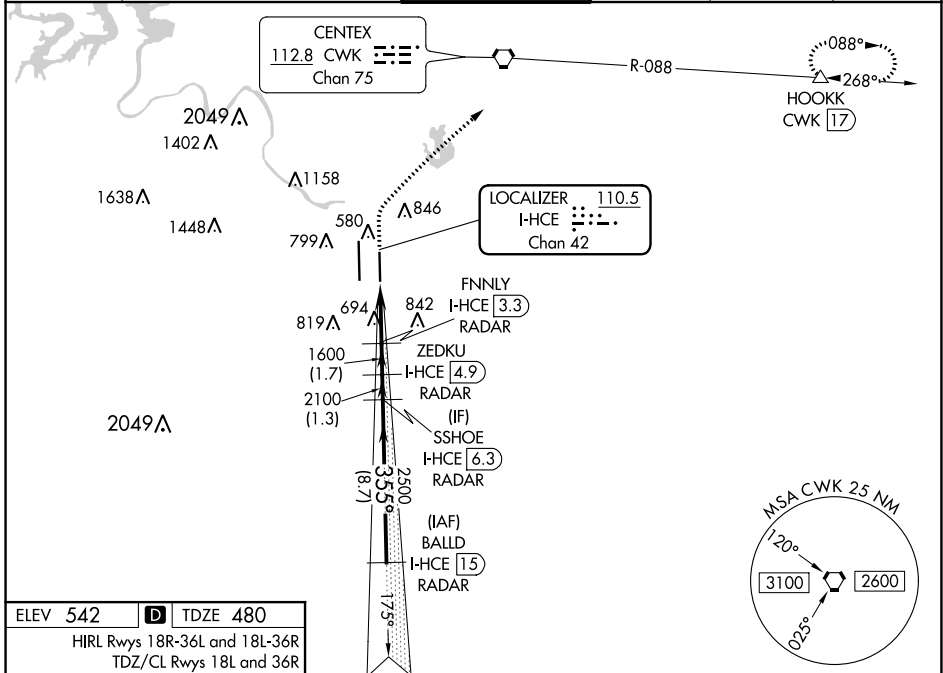 CENTEX
112.8 CWK
Chan 75
R-088
088°
268°
HOOKK
CWK 17
2049
1402
1158
1638
1448
580
846
799
LOCALIZER 110.5
I-HCE
Chan 42
FNNLY
I-HCE 3.3
RADAR
694
842
819
1600
(1.7)
ZEDKU
I-HCE 4.9
RADAR
2100
(1.3)
(IF)
SSHOE
I-HCE 6.3
RADAR
2049
2500
355°
(8.7)
(IAF)
BALLD
I-HCE 15
RADAR
175°
MSA CWK 25 NM
120°
3100
2600
025°
ELEV 542 D TDZE 480
HIRL Rwys 18R-36L and 18L-36R
TDZ/CL Rwys 18L and 36R